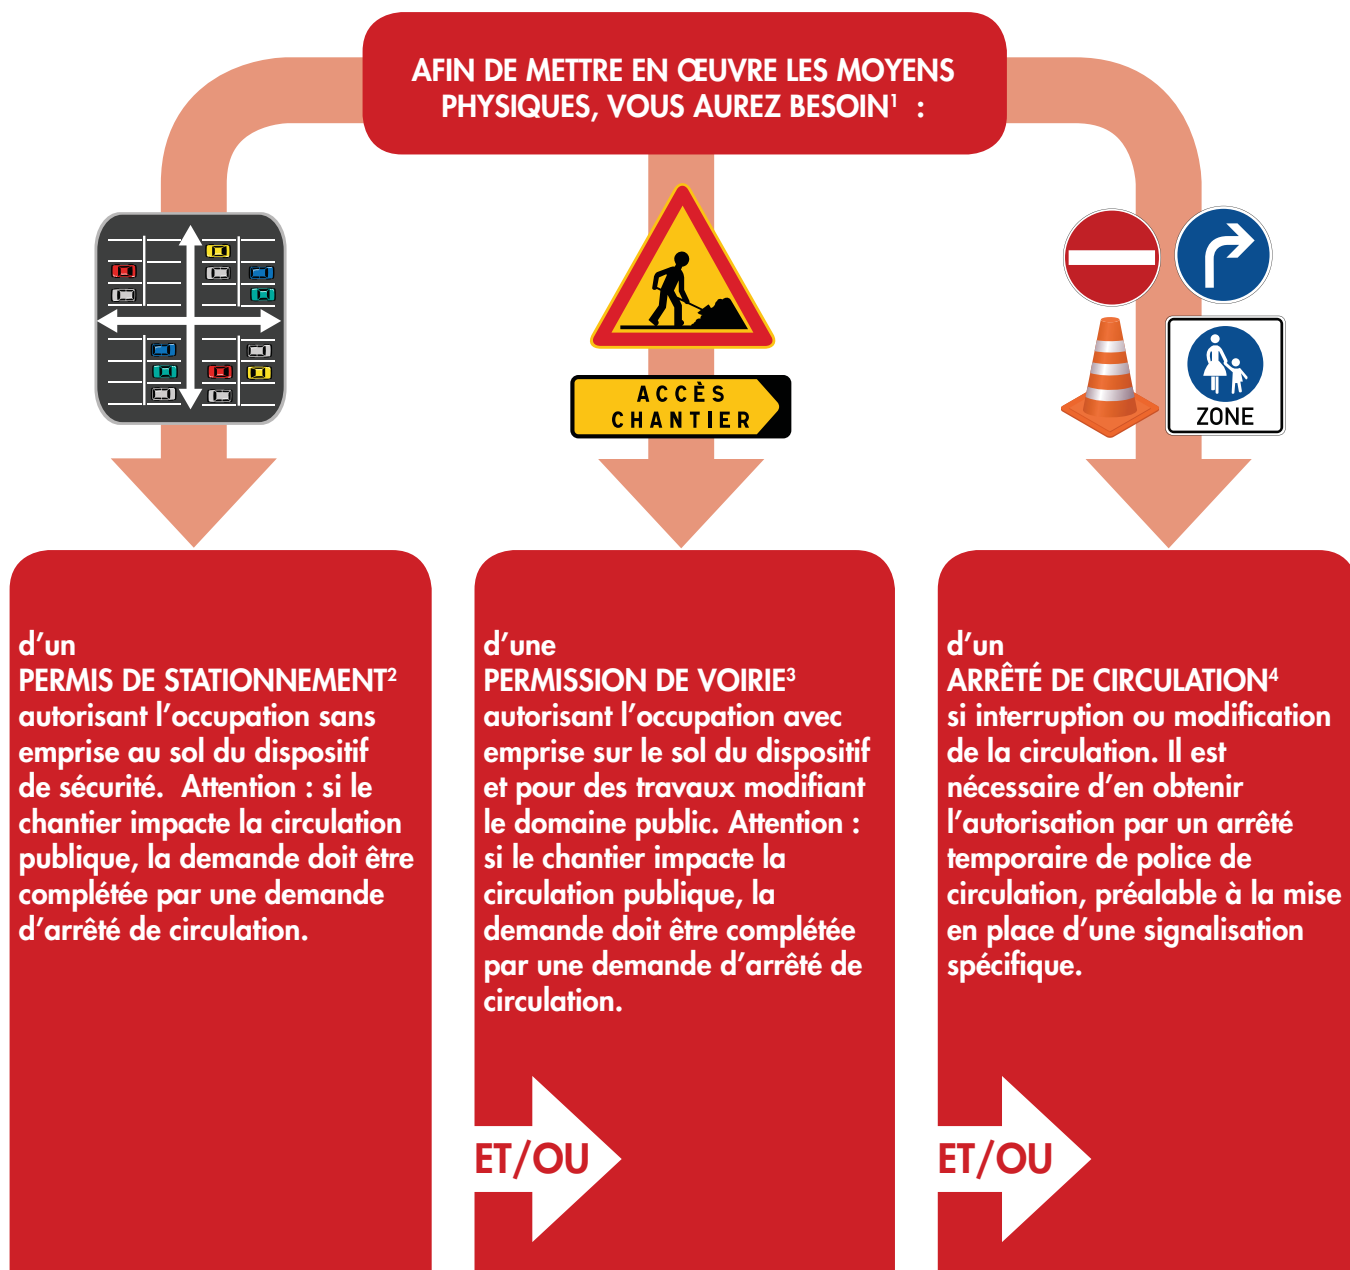 AFIN DE METTRE EN ŒUVRE LES MOYENS
PHYSIQUES, VOUS AUREZ BESOIN¹ :
ACCÈS
CHANTIER
ZONE
d’un
PERMIS DE STATIONNEMENT²
autorisant l’occupation sans
emprise au sol du dispositif
de sécurité. Attention : si le
chantier impacte la circulation
publique, la demande doit être
complétée par une demande
d’arrêté de circulation.
d’une
PERMISSION DE VOIRIE³
autorisant l’occupation avec
emprise sur le sol du dispositif
et pour des travaux modifiant
le domaine public. Attention :
si le chantier impacte la
circulation publique, la
demande doit être complétée
par une demande d’arrêté de
circulation.
ET/OU
d’un
ARRÊTÉ DE CIRCULATION⁴
si interruption ou modification
de la circulation. Il est
nécessaire d’en obtenir
l’autorisation par un arrêté
temporaire de police de
circulation, préalable à la mise
en place d’une signalisation
spécifique.
ET/OU